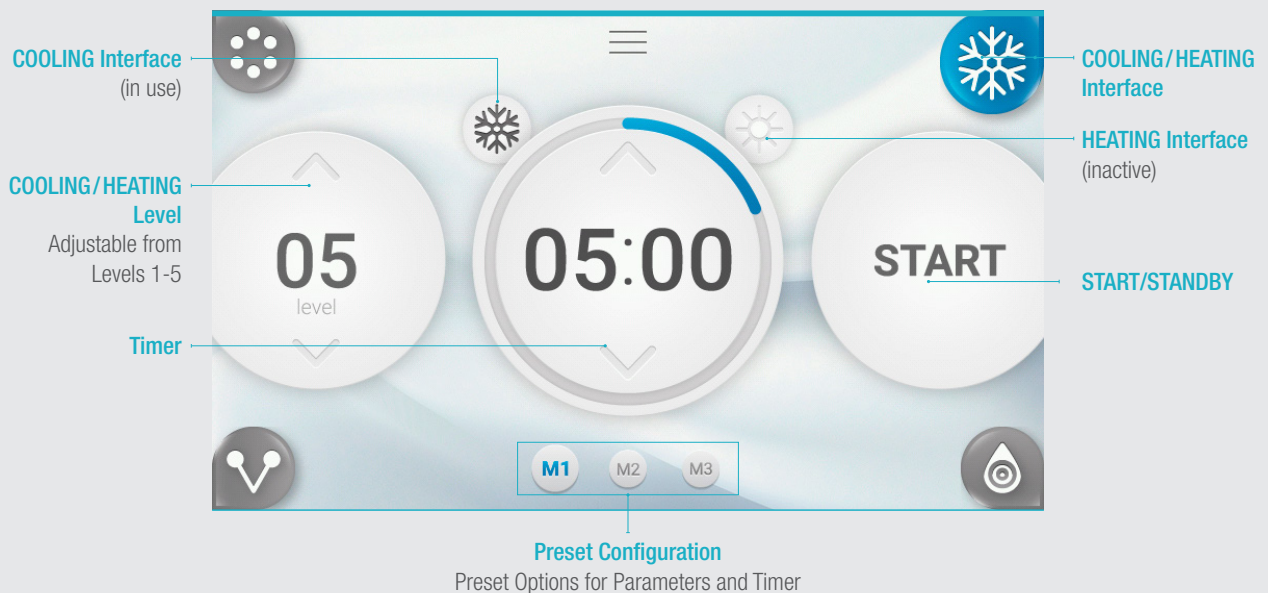 COOLING Interface
(in use)
COOLING/HEATING
Level
Adjustable from
Levels 1-5
Timer
05
level
05:00
START
M1
M2
M3
COOLING/HEATING
Interface
HEATING Interface
(inactive)
START/STANDBY
Preset Configuration
Preset Options for Parameters and Timer